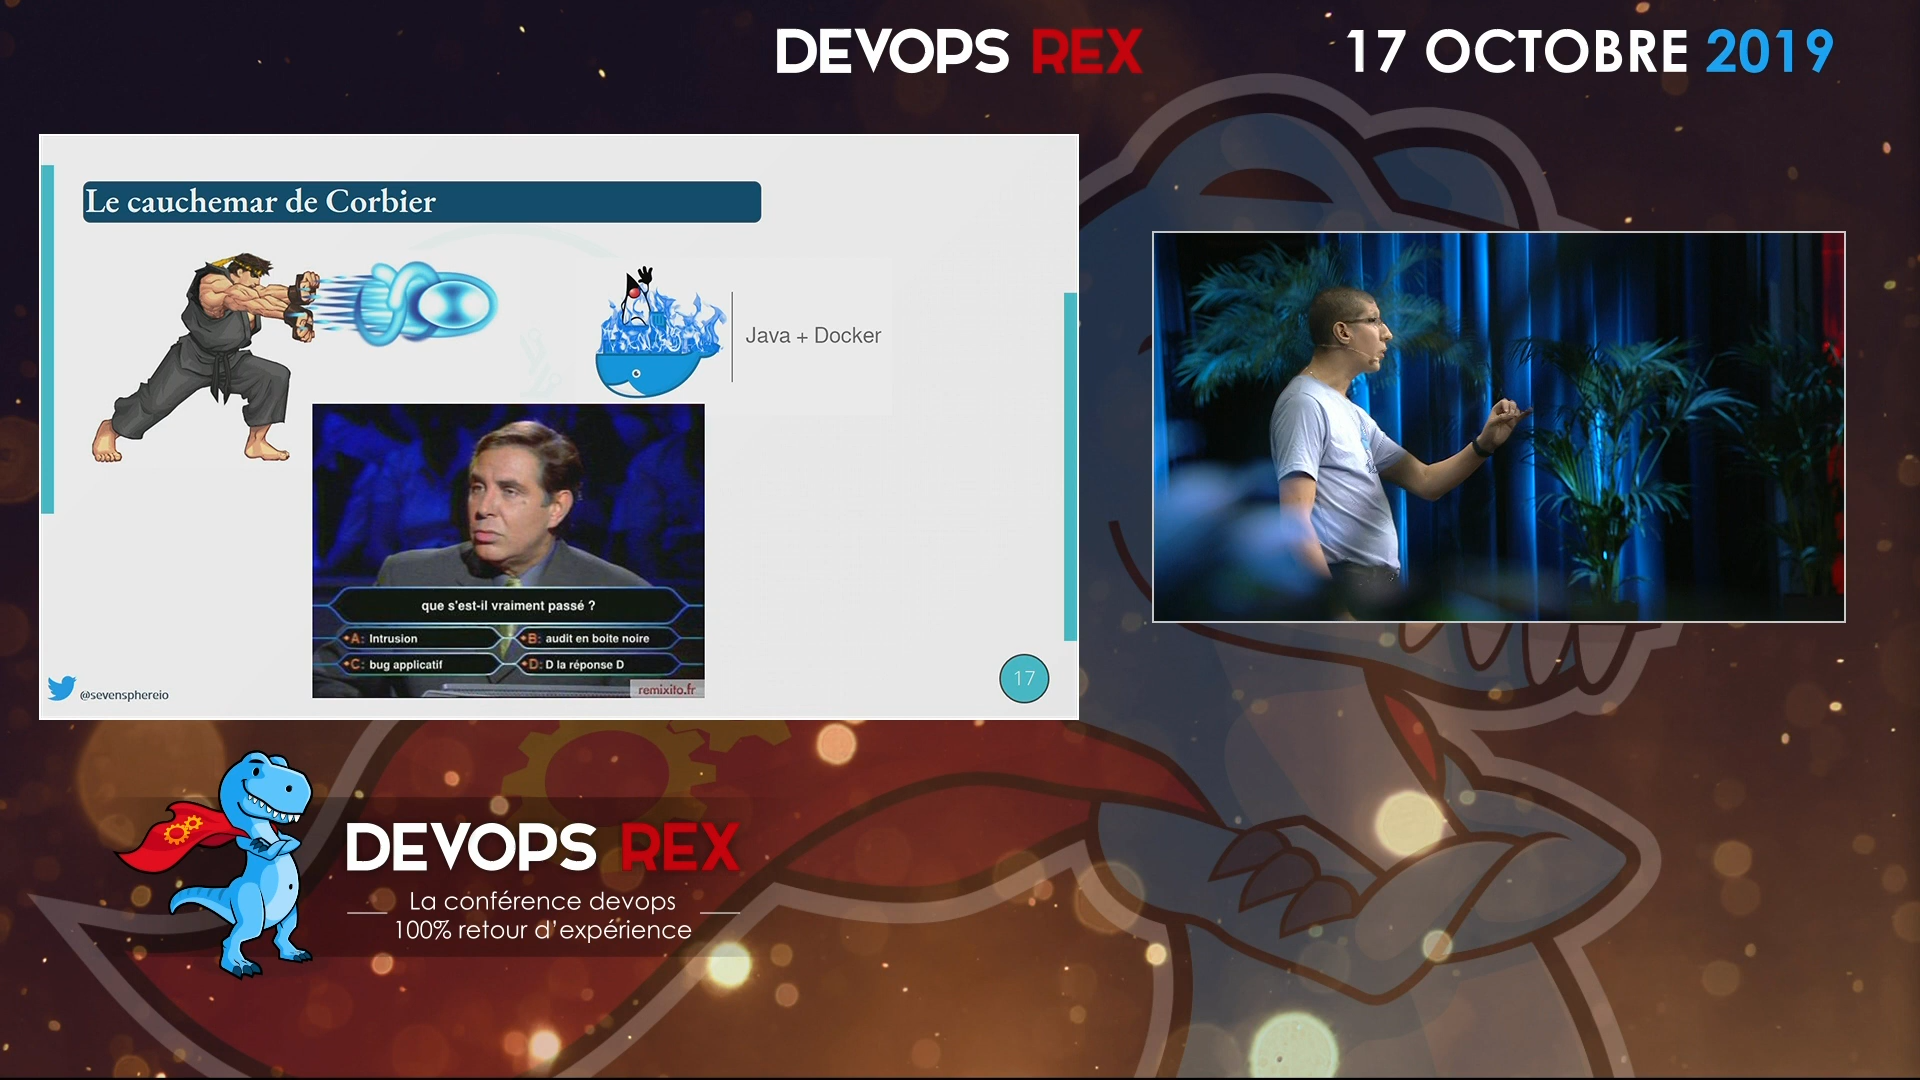 DEVOPS REX
17 OCTOBRE 2019
Le cauchemar de Corbier
Java + Docker
que s'est-il vraiment passé ?
A: Intrusion
B: audit en boite noire
C: bug applicatif
D: D la réponse D
remixito.fr
@sevensphereio
17
DEVOPS REX
La conférence devops
100% retour d'expérience